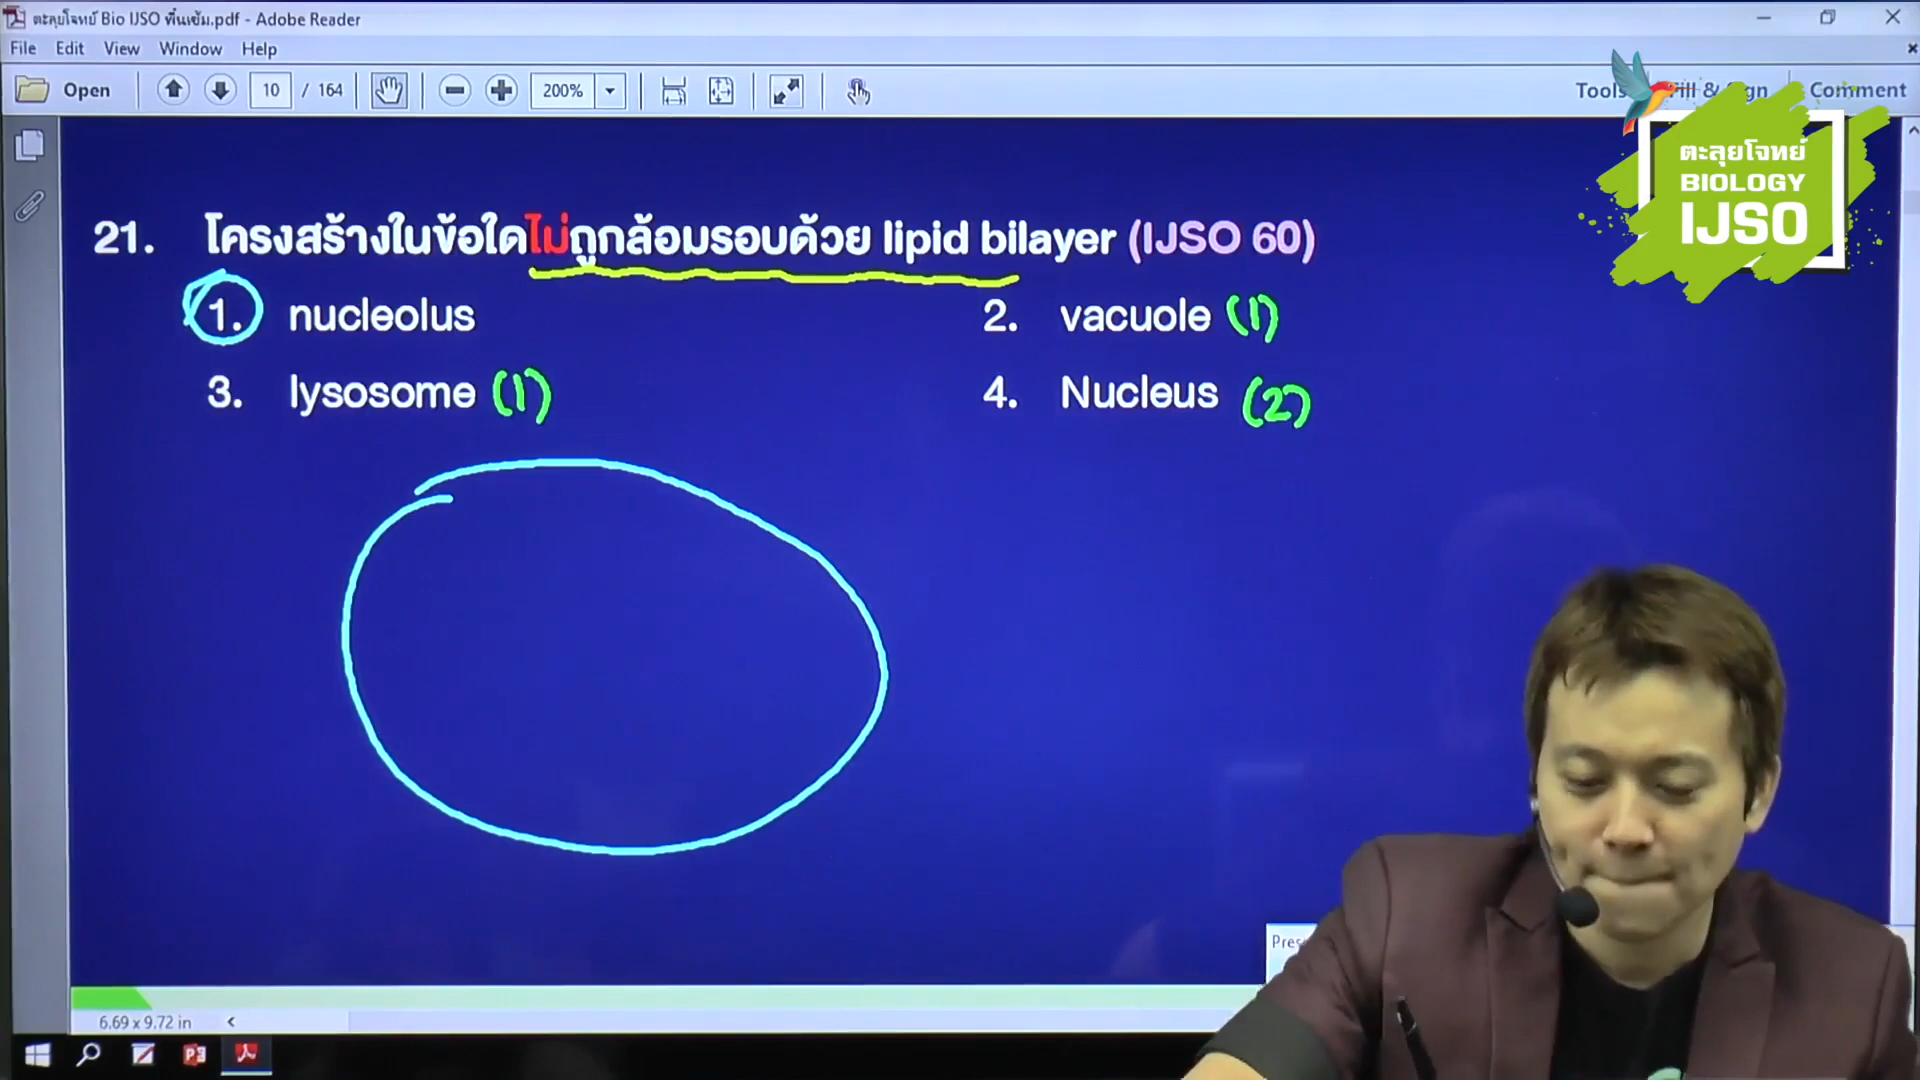 ตะลุยโจทย์ Bio IJSO พี่นเข้ม.pdf - Adobe Reader
File Edit View Window Help
Open 10 / 164 200% Tools Fill & Sign Comment
ตะลุยโจทย์
BIOLOGY
IJSO
21. โครงสร้างในข้อใดไม่ถูกล้อมรอบด้วย lipid bilayer (IJSO 60)
1. nucleolus 2. vacuole (1)
3. lysosome (1) 4. Nucleus (2)
6.69 x 9.72 in